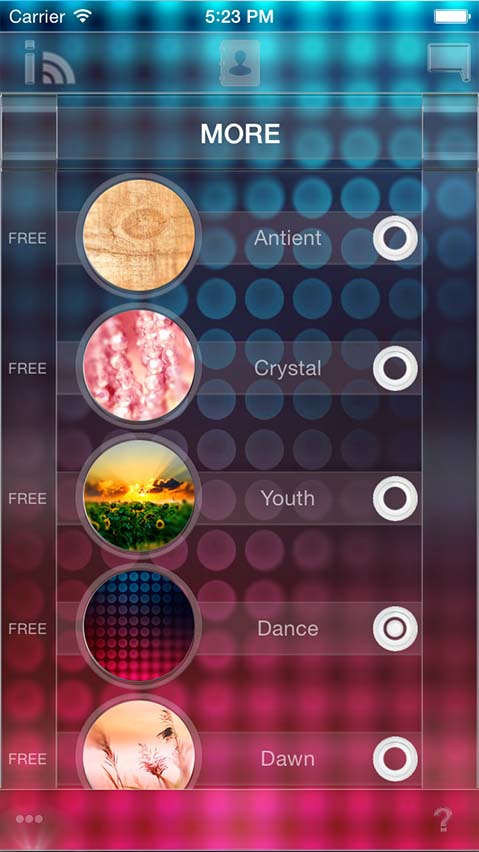 Carrier 5:23 PM
i
MORE
FREE Antient
FREE Crystal
FREE Youth
FREE Dance
FREE Dawn
?